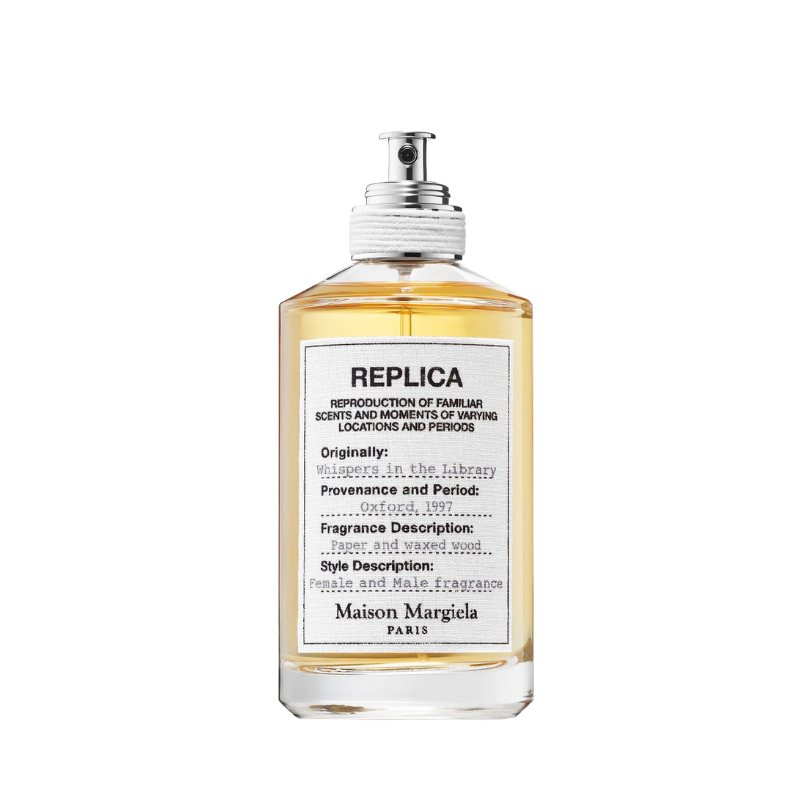 REPLICA
REPRODUCTION OF FAMILIAR
SCENTS AND MOMENTS OF VARYING
LOCATIONS AND PERIODS
Originally:
Whispers in the Library
Provenance and Period:
Oxford, 1997
Fragrance Description:
Paper and waxed wood
Style Description:
Female and Male fragrance
Maison Margiela
PARIS